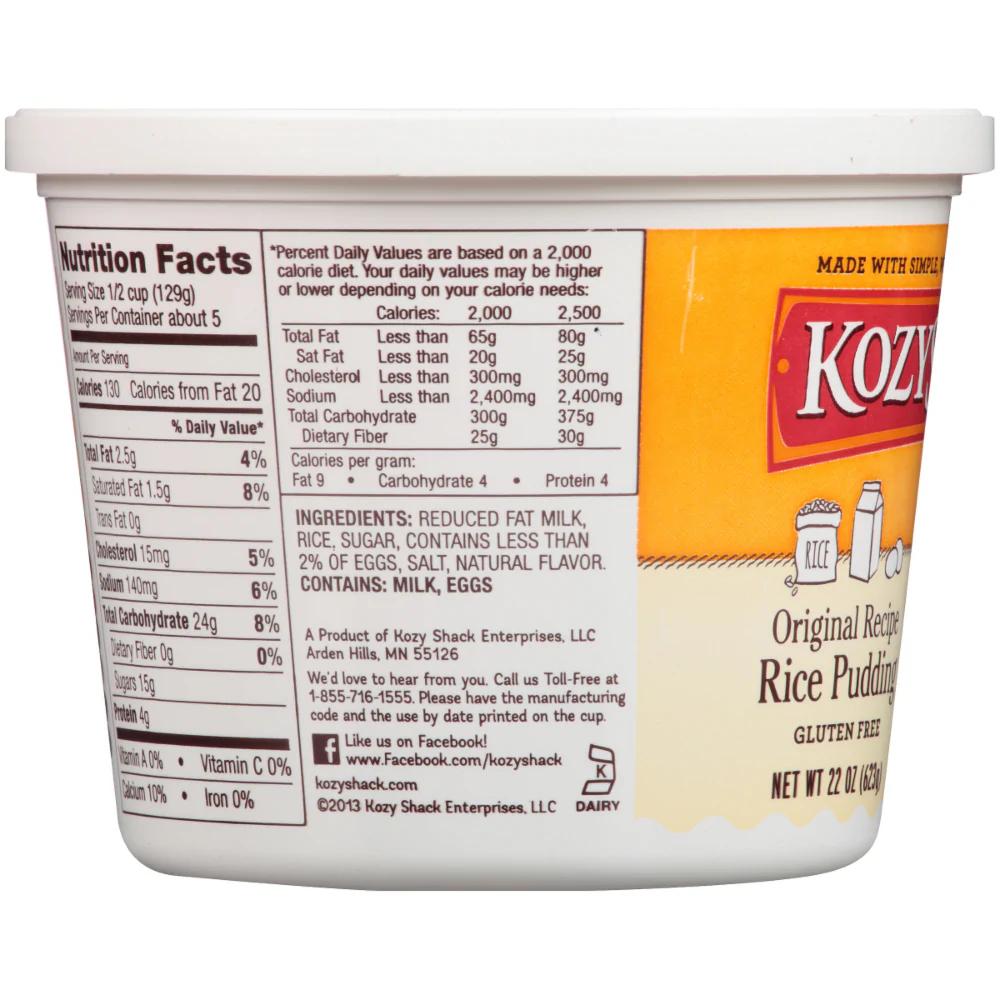 Nutrition Facts
Serving Size 1/2 cup (129g)
Servings Per Container about 5
Amount Per Serving
Calories 130 Calories from Fat 20
% Daily Value*
Total Fat 2.5g 4%
Saturated Fat 1.5g 8%
Trans Fat 0g
Cholesterol 15mg 5%
Sodium 140mg 6%
Total Carbohydrate 24g 8%
Dietary Fiber 0g 0%
Sugars 15g
Protein 4g
Vitamin A 0% • Vitamin C 0%
Calcium 10% • Iron 0%
*Percent Daily Values are based on a 2,000
calorie diet. Your daily values may be higher
or lower depending on your calorie needs:
Calories: 2,000 2,500
Total Fat Less than 65g 80g
Sat Fat Less than 20g 25g
Cholesterol Less than 300mg 300mg
Sodium Less than 2,400mg 2,400mg
Total Carbohydrate 300g 375g
Dietary Fiber 25g 30g
Calories per gram:
Fat 9 • Carbohydrate 4 • Protein 4
INGREDIENTS: REDUCED FAT MILK,
RICE, SUGAR, CONTAINS LESS THAN
2% OF EGGS, SALT, NATURAL FLAVOR.
CONTAINS: MILK, EGGS
A Product of Kozy Shack Enterprises, LLC
Arden Hills, MN 55126
We'd love to hear from you. Call us Toll-Free at
1-855-716-1555. Please have the manufacturing
code and the use by date printed on the cup.
f Like us on Facebook!
www.Facebook.com/kozyshack
kozyshack.com
©2013 Kozy Shack Enterprises, LLC
K
DAIRY
MADE WITH SIMPLE,
KOZY
RICE
Original Recipe
Rice Pudding
GLUTEN FREE
NET WT 22 OZ (623g)